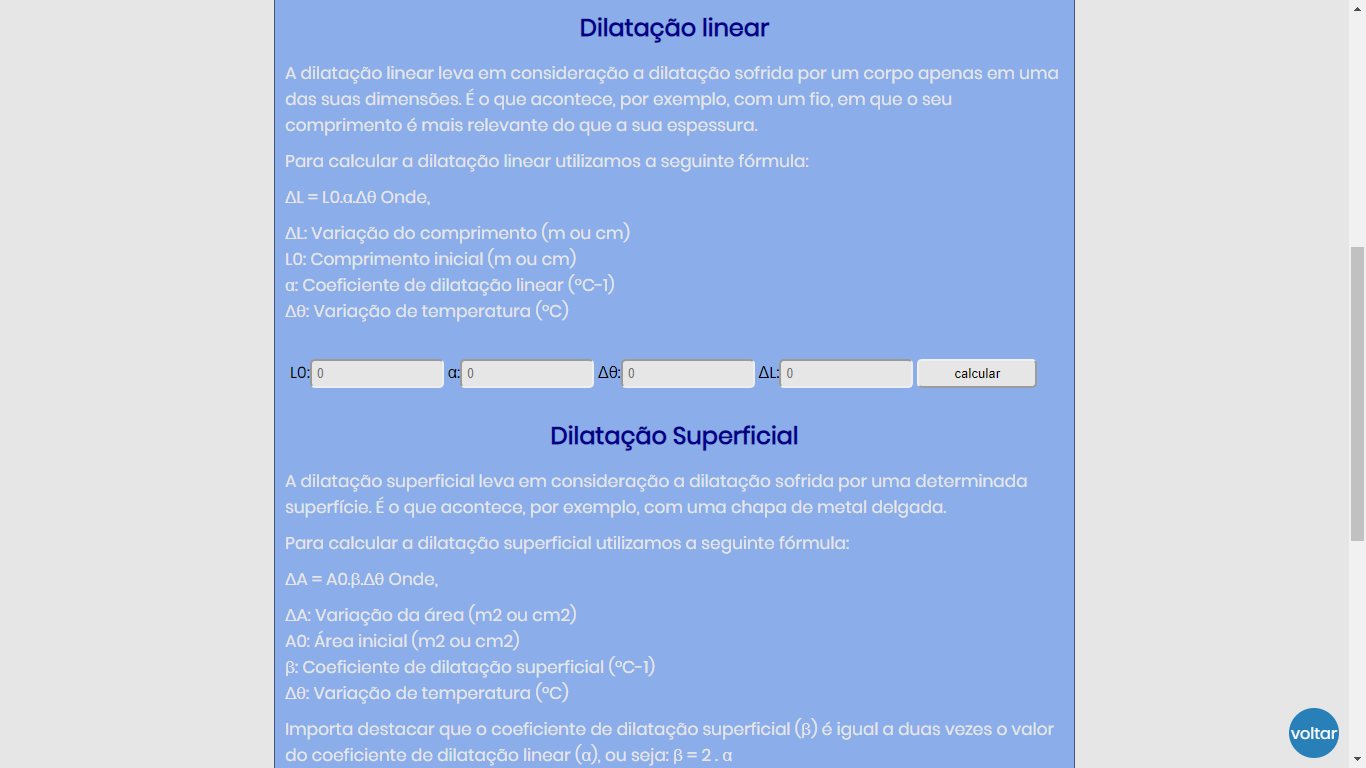 Dilatação linear
A dilatação linear leva em consideração a dilatação sofrida por um corpo apenas em uma
das suas dimensões. É o que acontece, por exemplo, com um fio, em que o seu
comprimento é mais relevante do que a sua espessura.
Para calcular a dilatação linear utilizamos a seguinte fórmula:
ΔL = L0.α.Δθ Onde,
ΔL: Variação do comprimento (m ou cm)
L0: Comprimento inicial (m ou cm)
α: Coeficiente de dilatação linear (ºC-1)
Δθ: Variação de temperatura (ºC)
L0: 0 α: 0 Δθ: 0 ΔL: 0 calcular
Dilatação Superficial
A dilatação superficial leva em consideração a dilatação sofrida por uma determinada
superfície. É o que acontece, por exemplo, com uma chapa de metal delgada.
Para calcular a dilatação superficial utilizamos a seguinte fórmula:
ΔA = A0.β.Δθ Onde,
ΔA: Variação da área (m2 ou cm2)
A0: Área inicial (m2 ou cm2)
β: Coeficiente de dilatação superficial (ºC-1)
Δθ: Variação de temperatura (ºC)
Importa destacar que o coeficiente de dilatação superficial (β) é igual a duas vezes o valor
do coeficiente de dilatação linear (α), ou seja: β = 2 . α
voltar